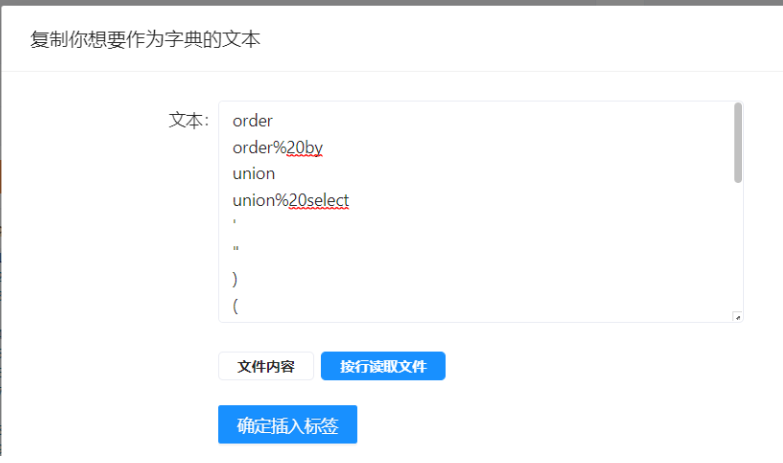 复制你想要作为字典的文本
文本:
order
order%20by
union
union%20select
'
"
)
(
文件内容 按行读取文件
确定插入标签